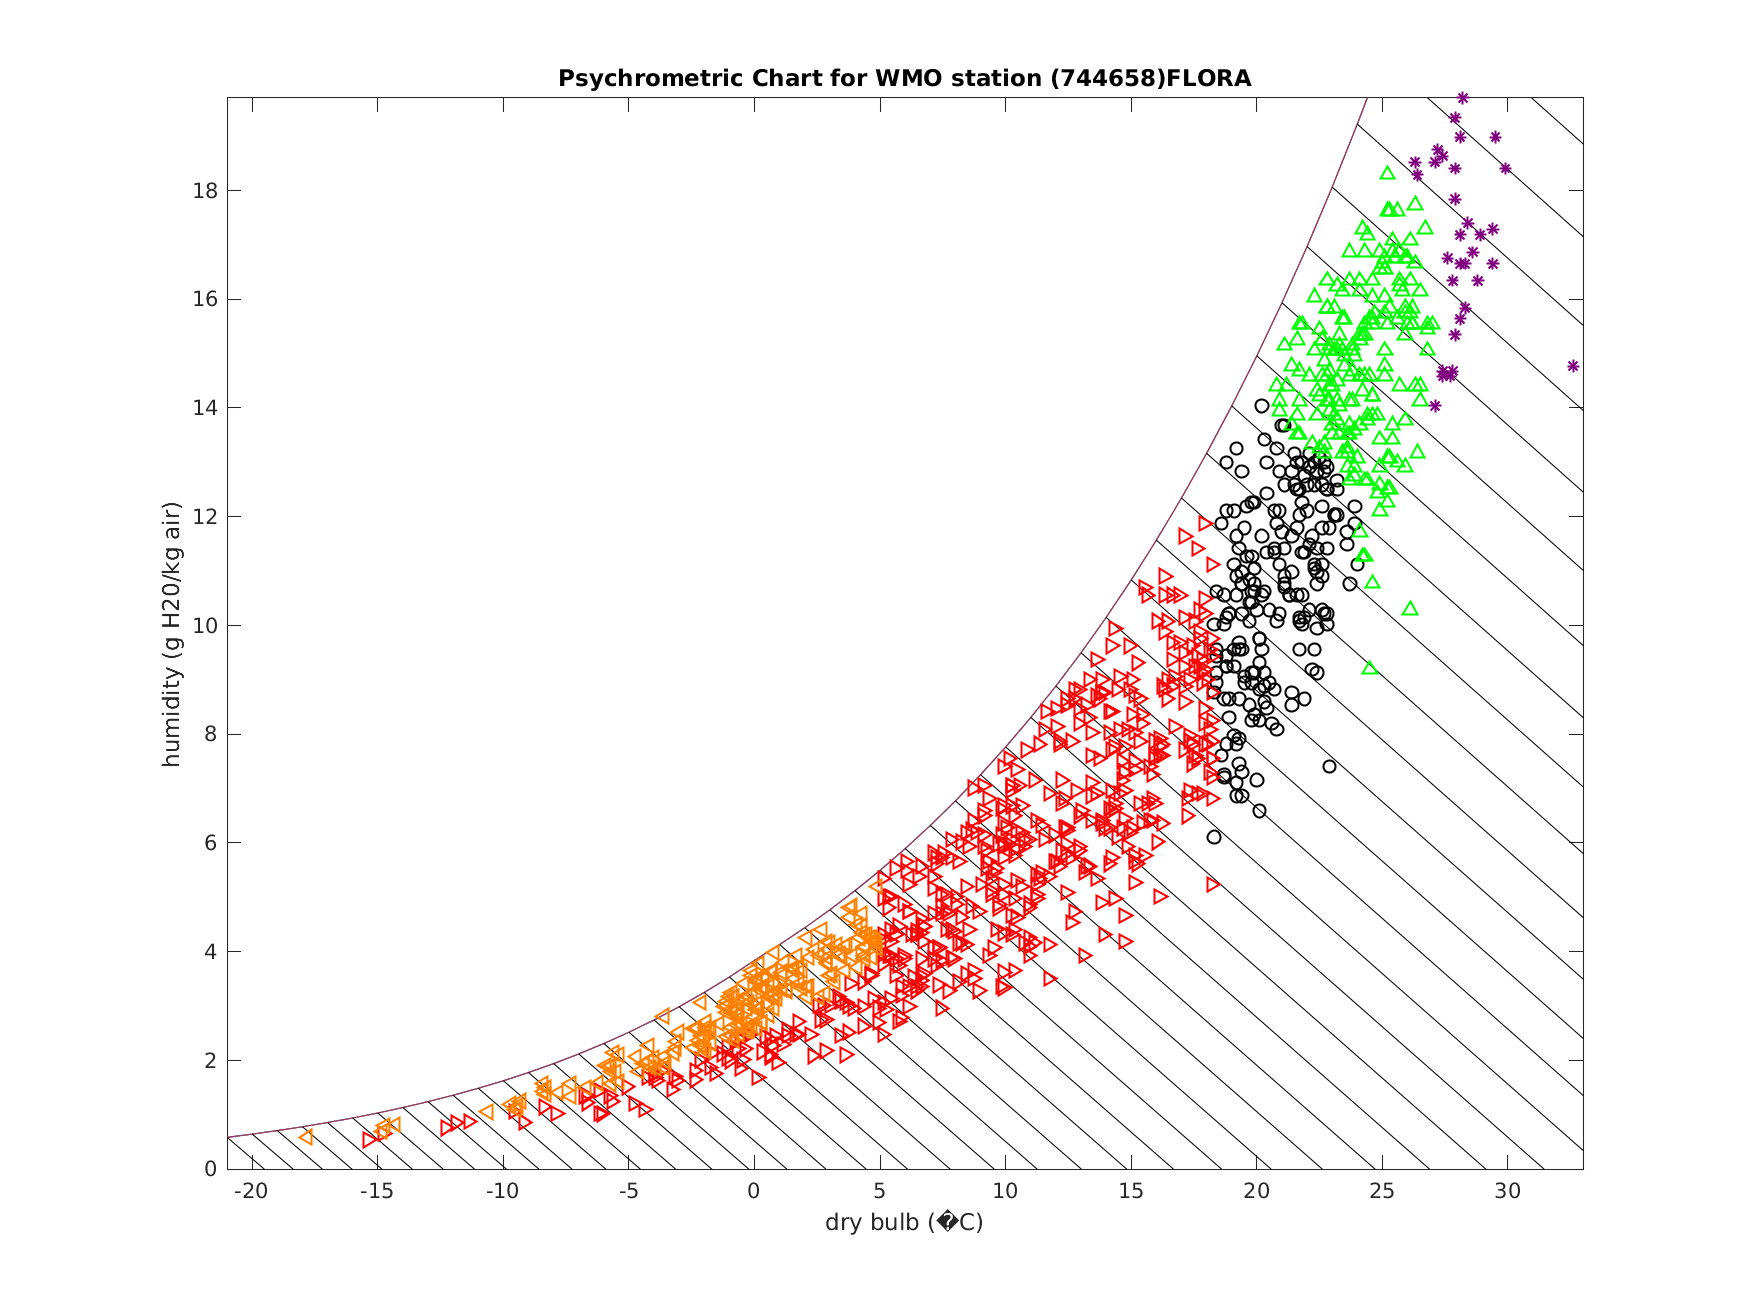 Psychrometric Chart for WMO station (744658)FLORA
humidity (g H20/kg air)
18
16
14
12
10
8
6
4
2
0
-20 -15 -10 -5 0 5 10 15 20 25 30
dry bulb (�C)